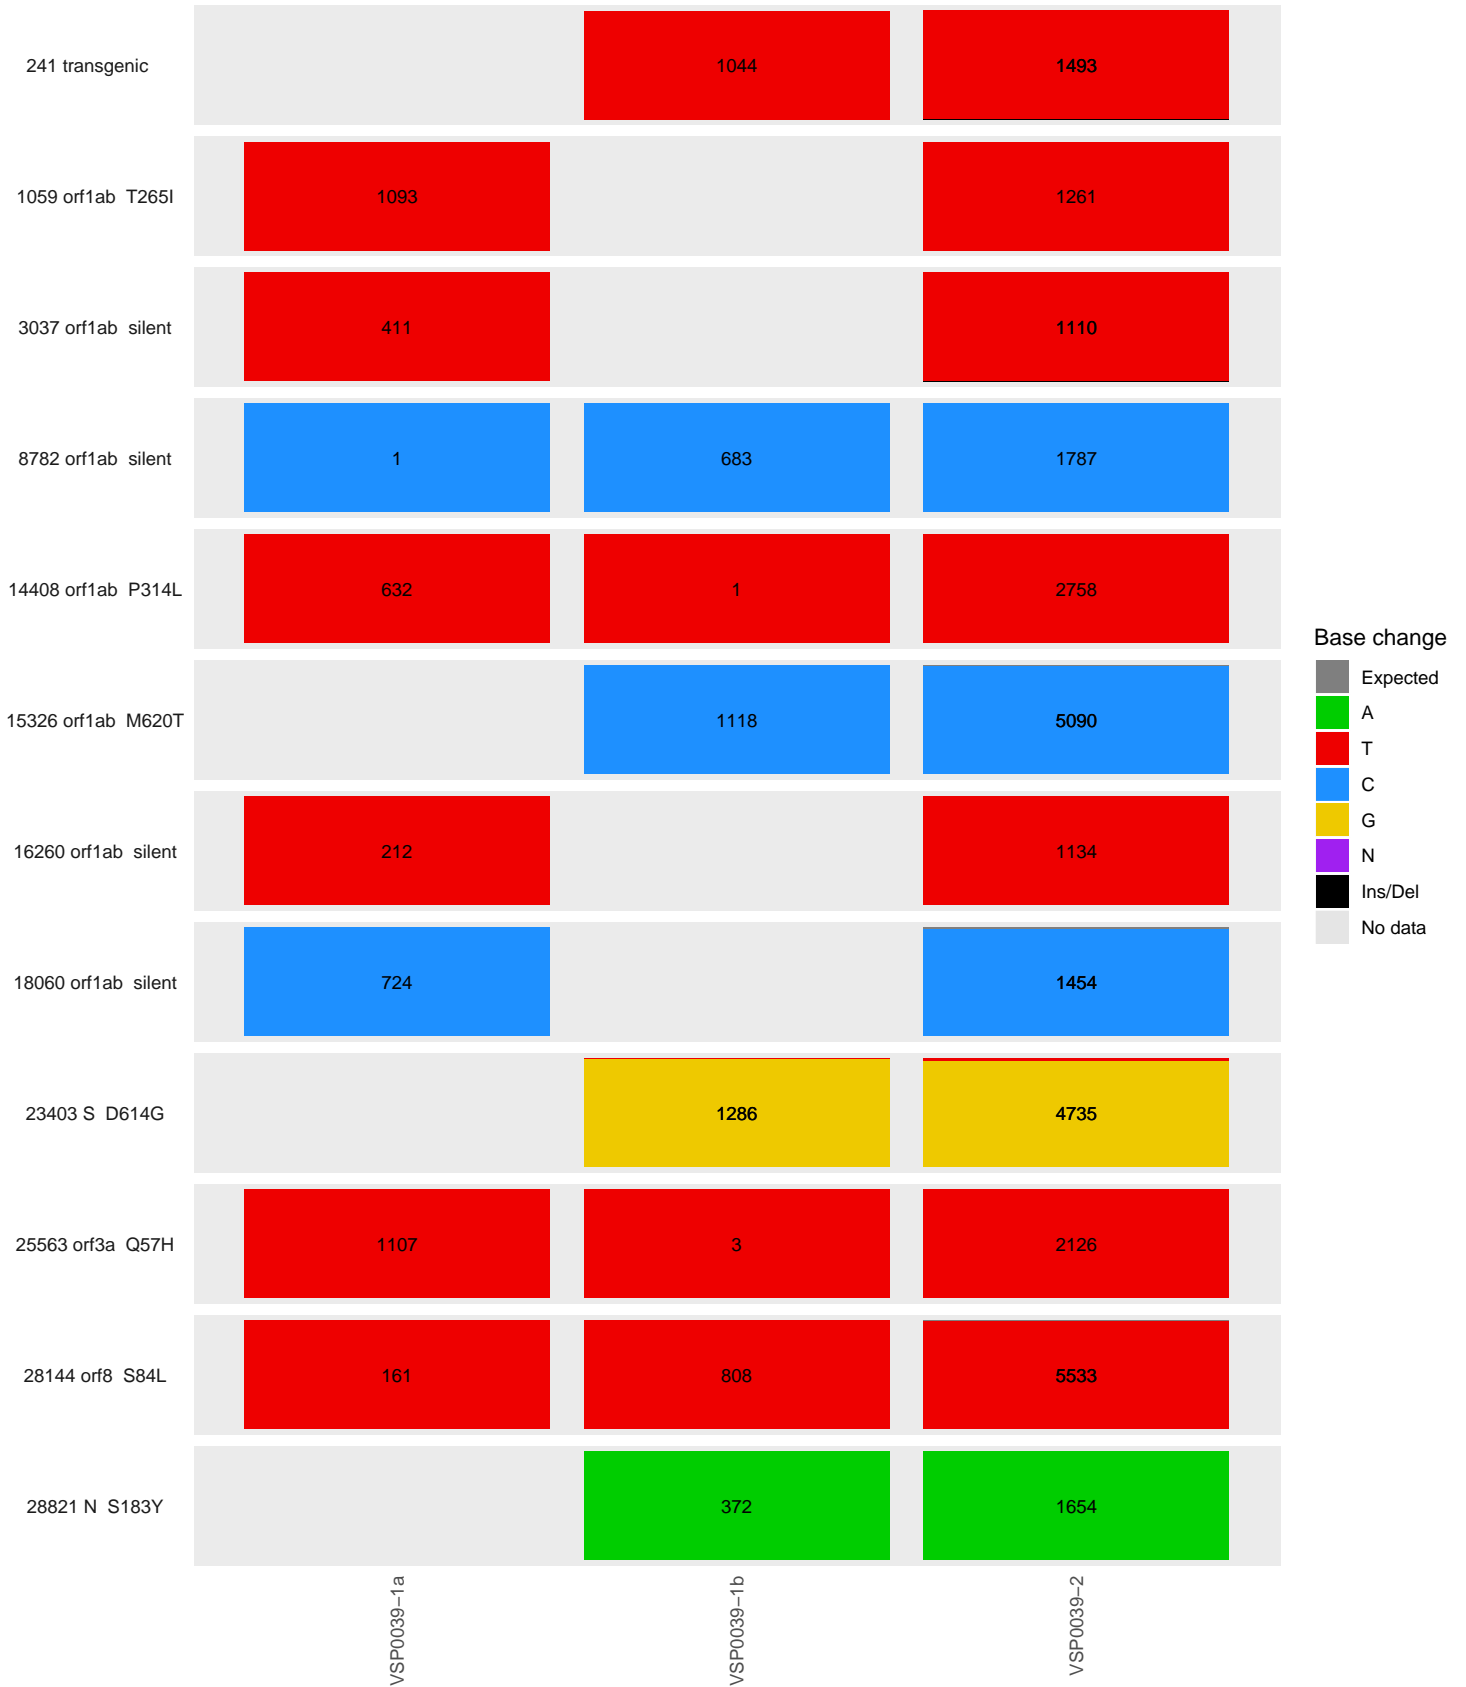 241 transgenic 1044 1493
1059 orf1ab T265I 1093 1261
3037 orf1ab silent 411 1110
8782 orf1ab silent 1 683 1787
14408 orf1ab P314L 632 1 2758
15326 orf1ab M620T 1118 5090
16260 orf1ab silent 212 1134
18060 orf1ab silent 724 1454
23403 S D614G 1286 4735
25563 orf3a Q57H 1107 3 2126
28144 orf8 S84L 161 808 5533
28821 N S183Y 372 1654
VSP0039−1a
VSP0039−1b
VSP0039−2
Base change
Expected
A
T
C
G
N
Ins/Del
No data